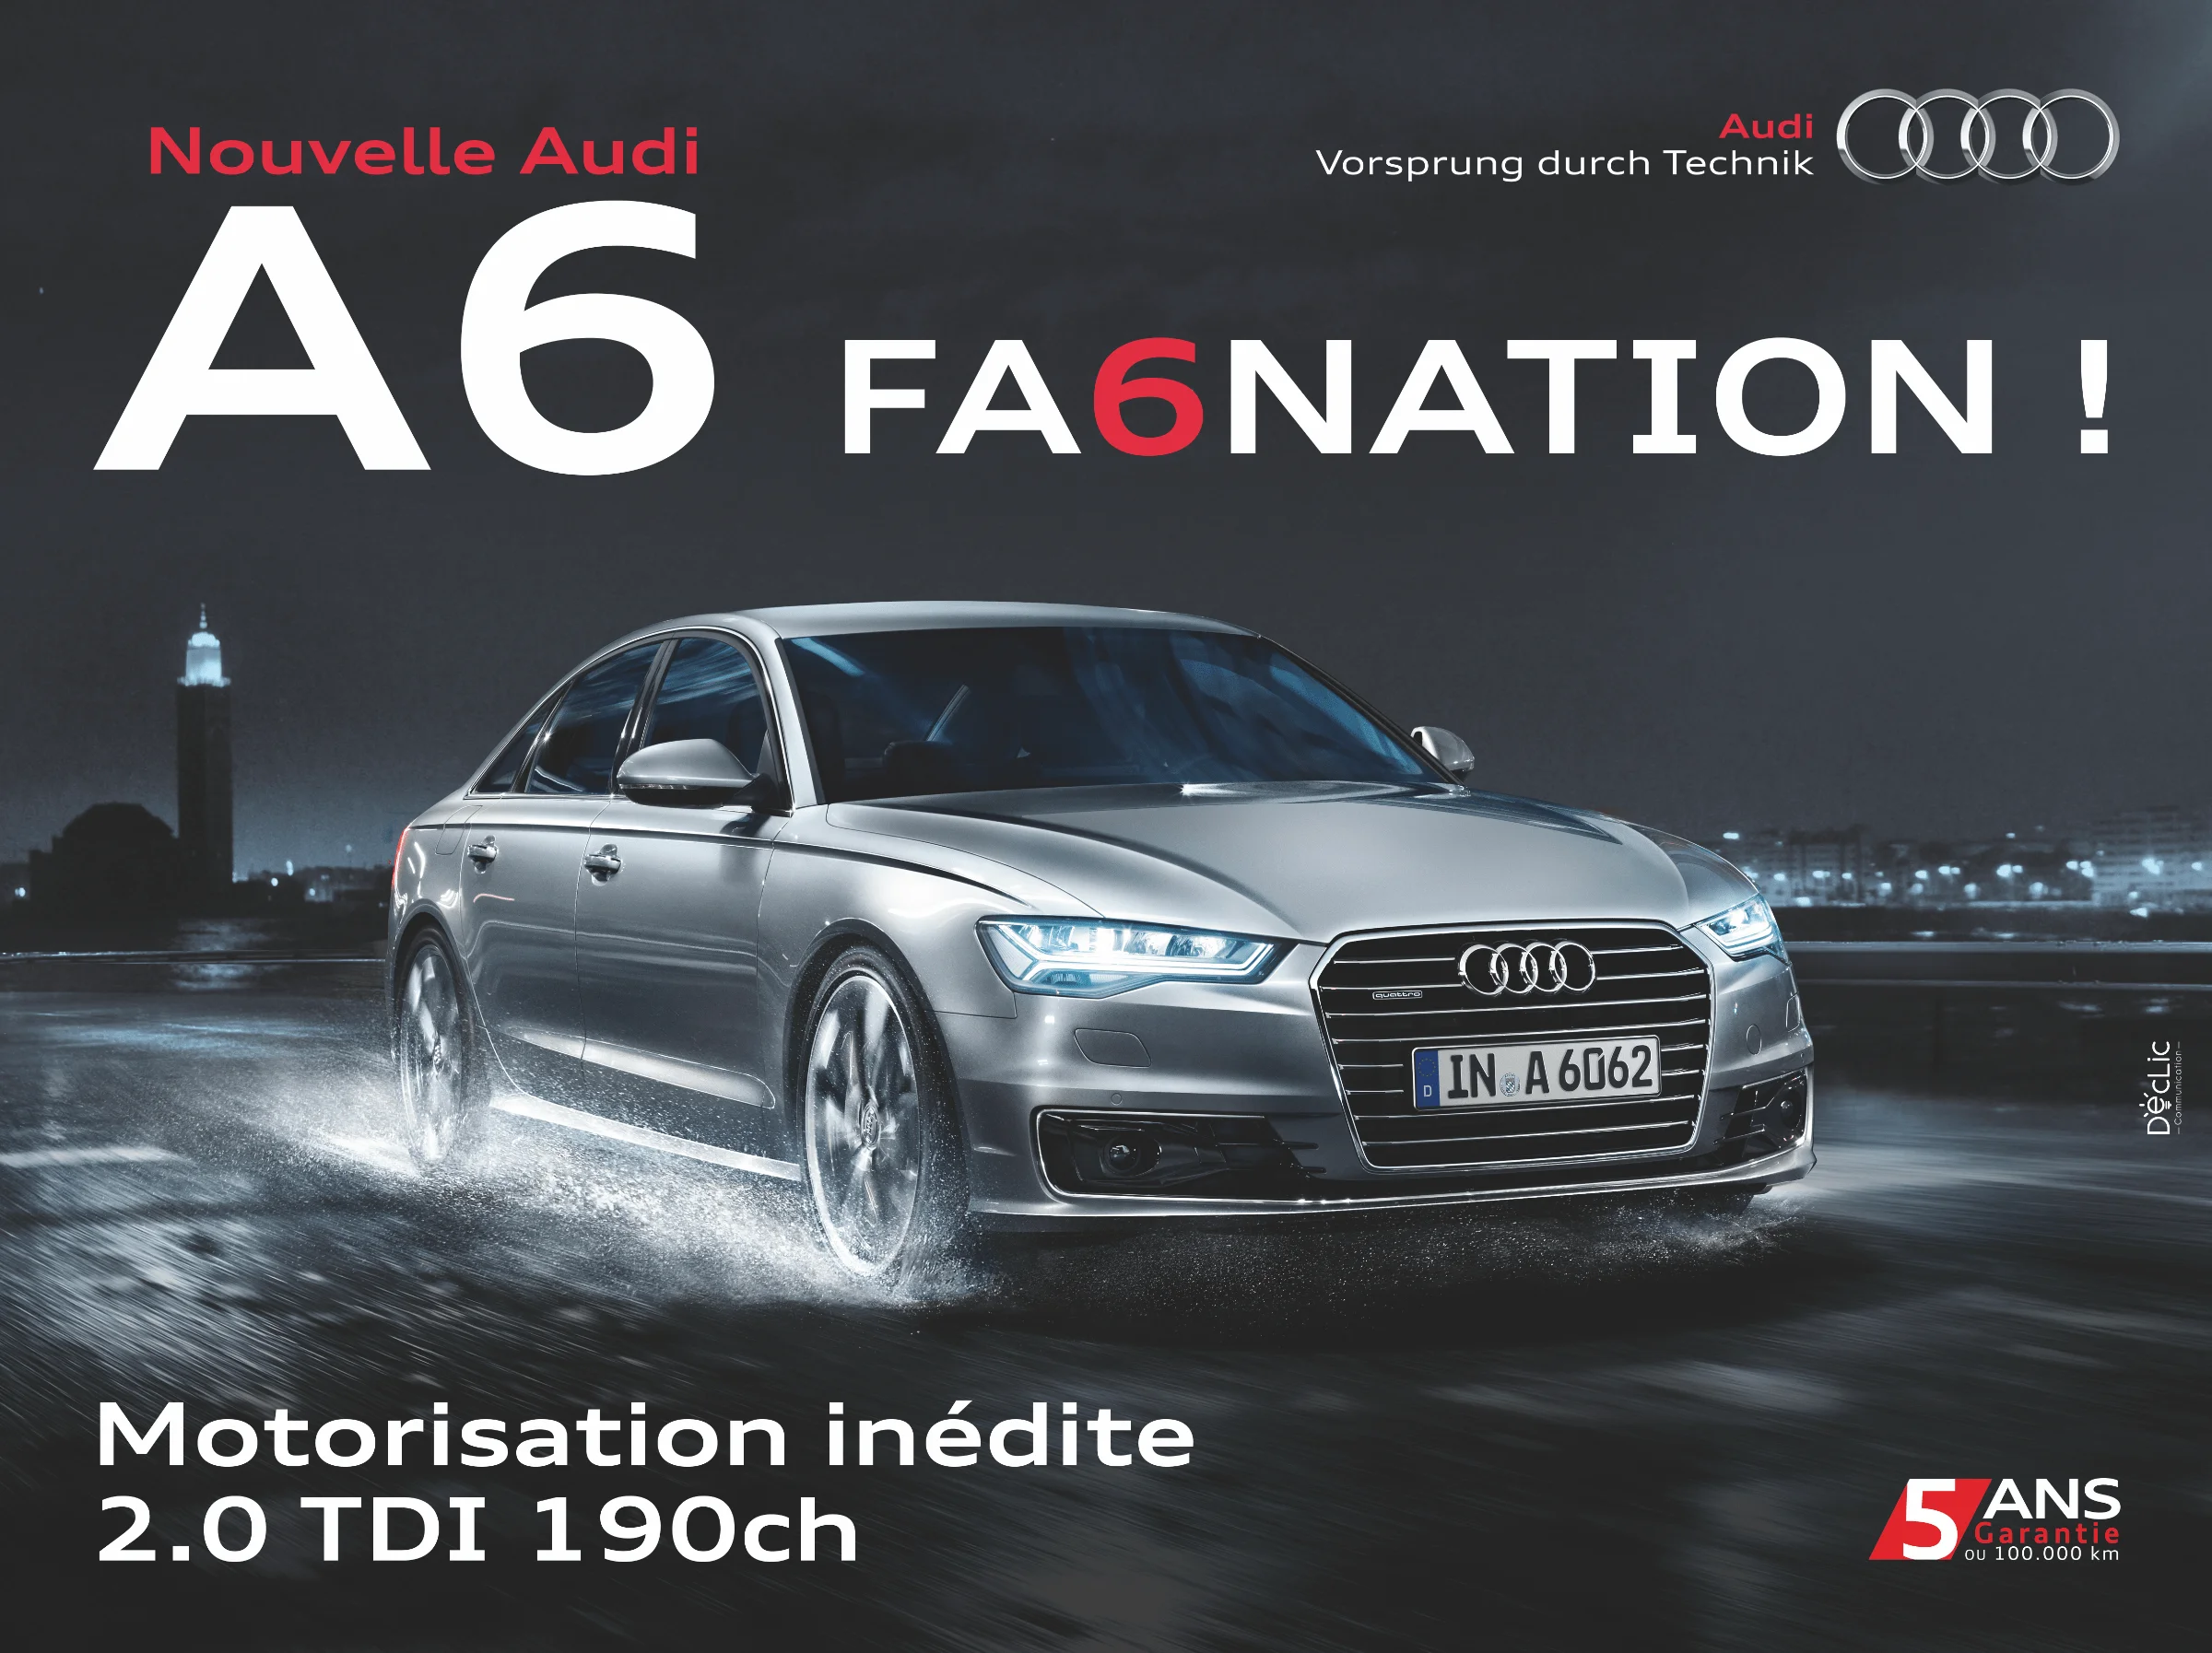 Nouvelle Audi
A6
Audi
Vorsprung durch Technik
FA6NATION !
quattro
D
IN A 6062
DéCLIC
– Communication –
Motorisation inédite
2.0 TDI 190ch
5 ANS
Garantie
OU 100.000 km